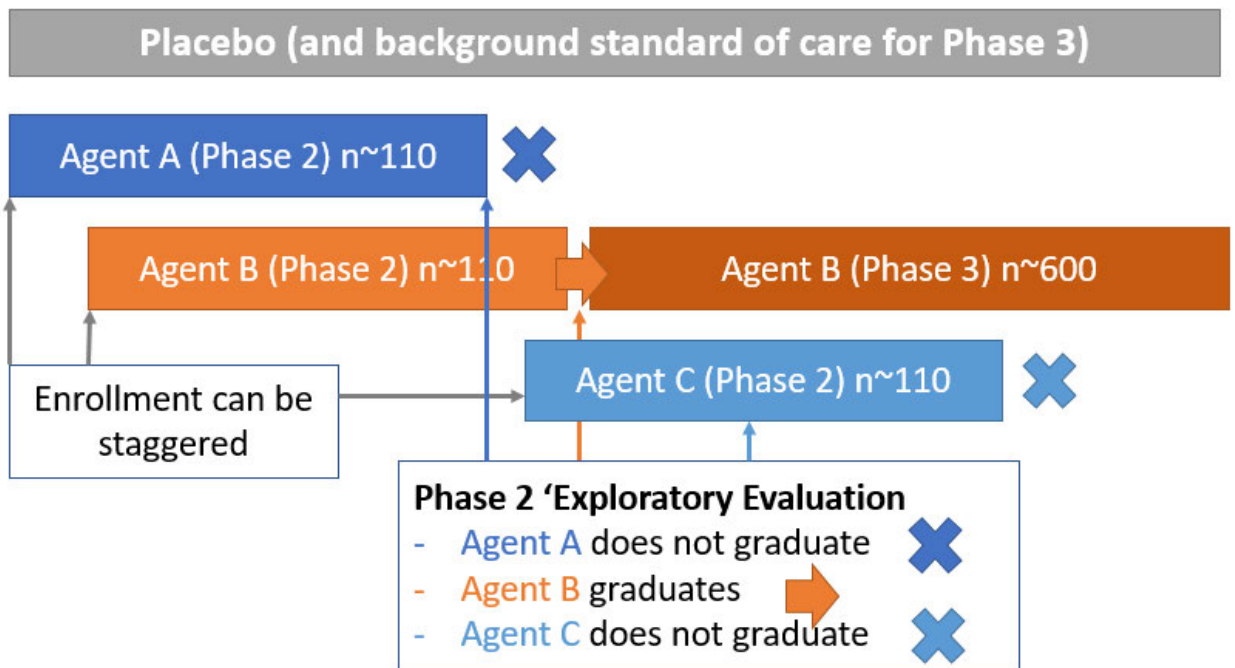 Placebo (and background standard of care for Phase 3)
Agent A (Phase 2) n~110
Agent B (Phase 2) n~110
Agent B (Phase 3) n~600
Agent C (Phase 2) n~110
Enrollment can be
staggered
Phase 2 ‘Exploratory Evaluation
- Agent A does not graduate
- Agent B graduates
- Agent C does not graduate